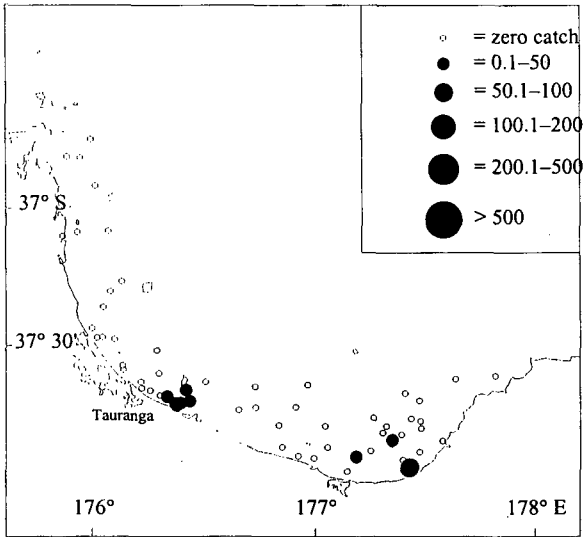 = zero catch
= 0.1–50
= 50.1–100
= 100.1–200
= 200.1–500
> 500
37° S.
37° 30'
Tauranga
176°
177°
178° E